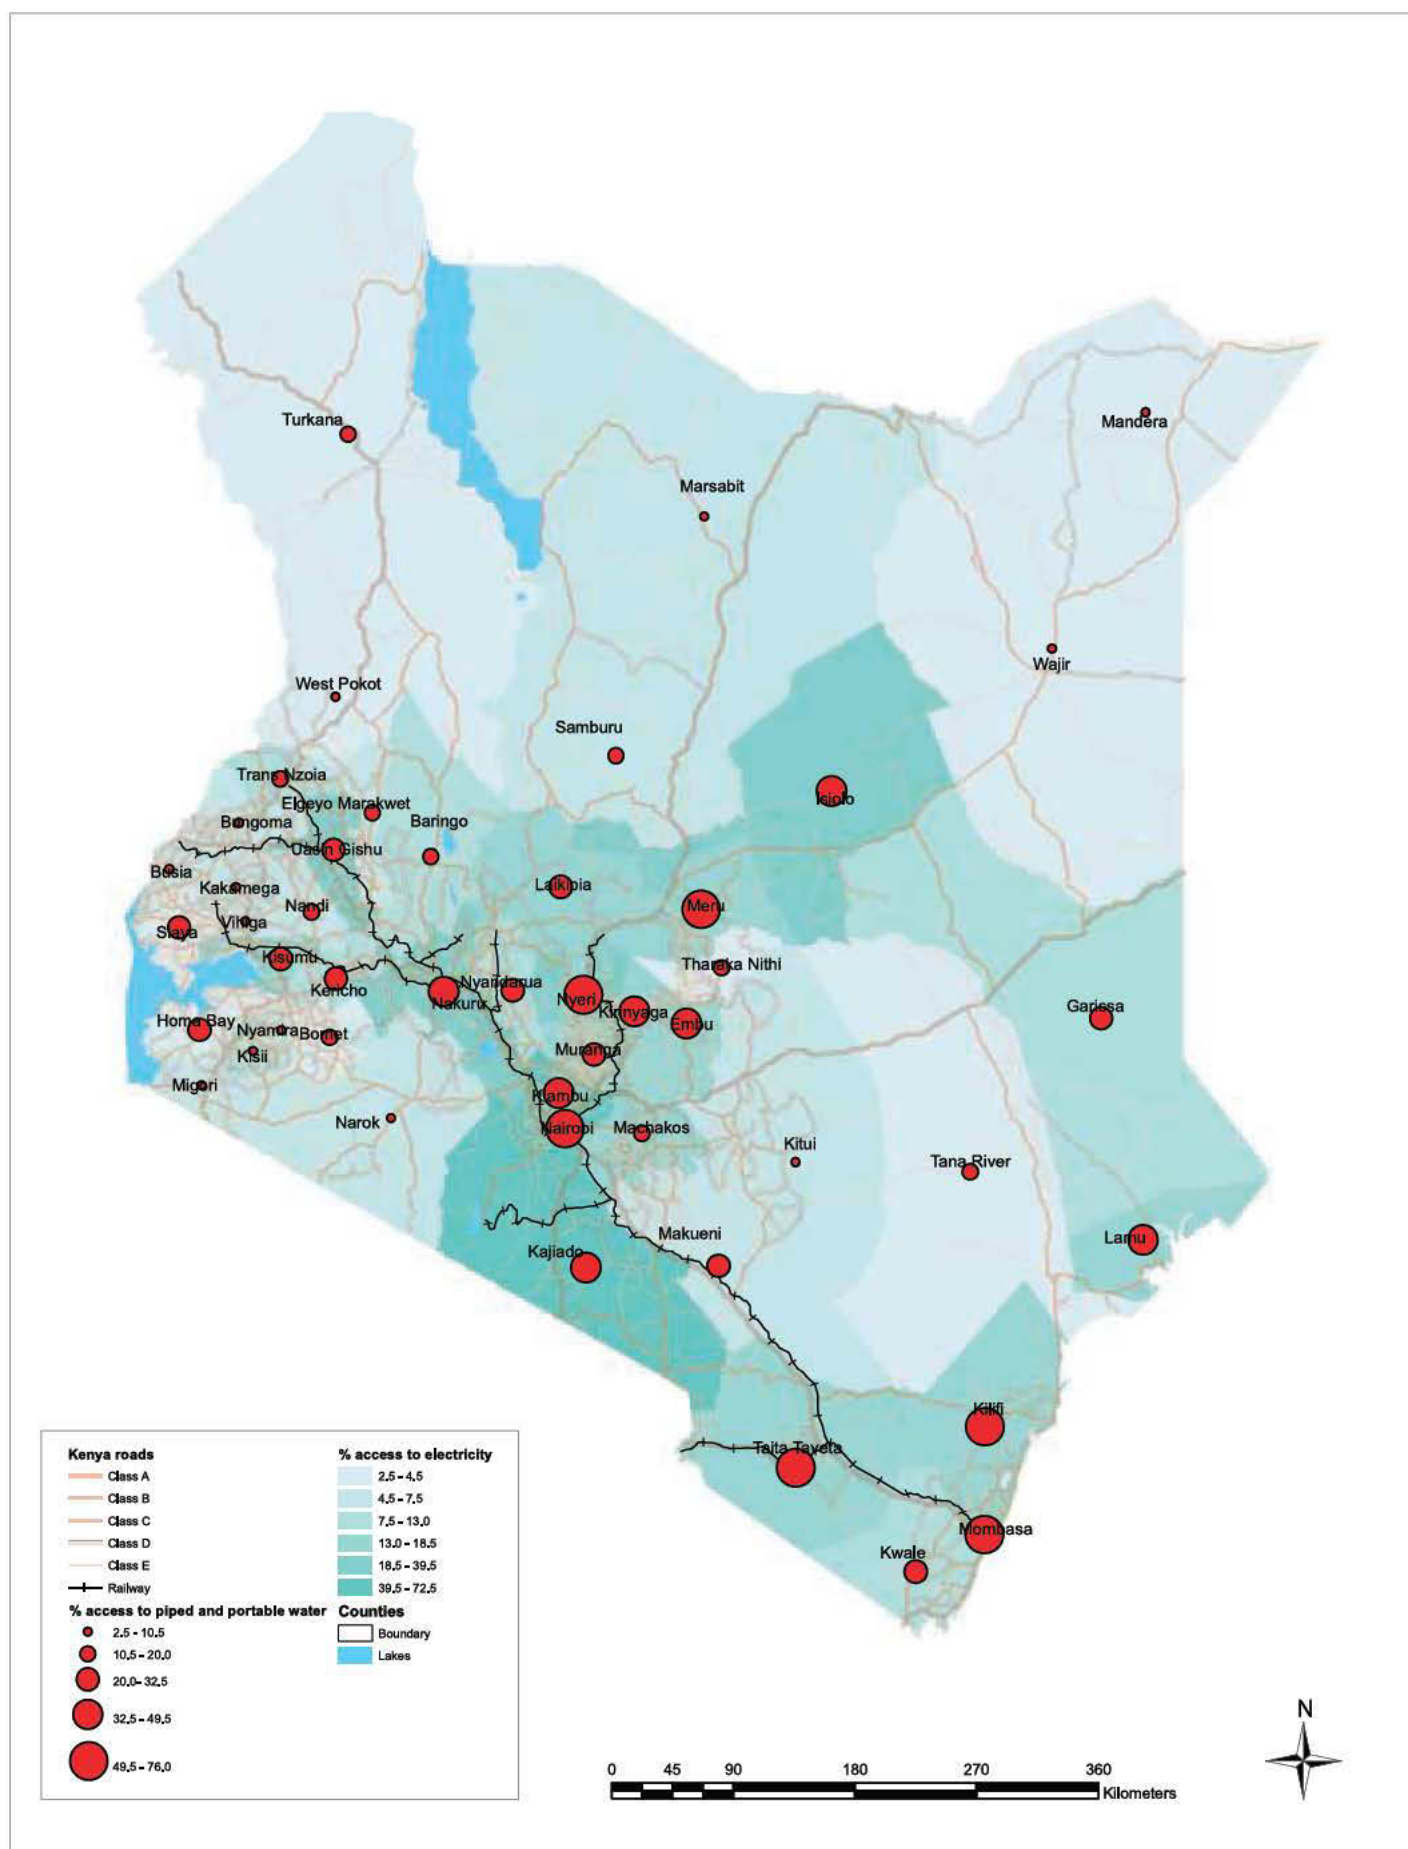 Turkana
Mandera
Marsabit
Wajir
West Pokot
Samburu
Trans Nzoia
Isiolo
Elgeyo Marakwet
Bungoma
Baringo
Uasin Gishu
Busia
Kakamega
Laikipia
Nandi
Meru
Vihiga
Siaya
Kisumu
Tharaka Nithi
Kericho
Nyandarua
Nakuru
Nyeri
Garissa
Kirinyaga
Homa Bay
Embu
Nyamira
Bomet
Muranga
Kisii
Migori
Kiambu
Narok
Nairobi
Machakos
Kitui
Tana River
Makueni
Lamu
Kajiado
Kilifi
Taita Taveta
Mombasa
Kwale
Kenya roads
Class A
Class B
Class C
Class D
Class E
Railway
% access to piped and portable water
2.5 – 10.5
10.5 – 20.0
20.0 – 32.5
32.5 – 49.5
49.5 – 76.0
% access to electricity
2.5 – 4.5
4.5 – 7.5
7.5 – 13.0
13.0 – 18.5
18.5 – 39.5
39.5 – 72.5
Counties
Boundary
Lakes
N
0 45 90 180 270 360
Kilometers